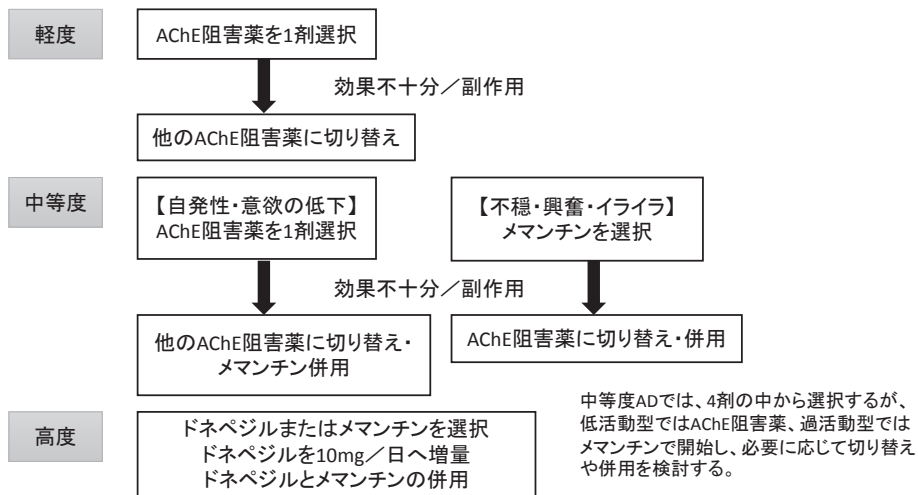 軽度
AChE阻害薬を1剤選択
効果不十分／副作用
他のAChE阻害薬に切り替え
中等度
【自発性・意欲の低下】
AChE阻害薬を1剤選択
【不穏・興奮・イライラ】
メマンチンを選択
効果不十分／副作用
他のAChE阻害薬に切り替え・
メマンチン併用
AChE阻害薬に切り替え・併用
高度
ドネペジルまたはメマンチンを選択
ドネペジルを10mg／日へ増量
ドネペジルとメマンチンの併用
中等度ADでは、4剤の中から選択するが、
低活動型ではAChE阻害薬、過活動型では
メマンチンで開始し、必要に応じて切り替え
や併用を検討する。